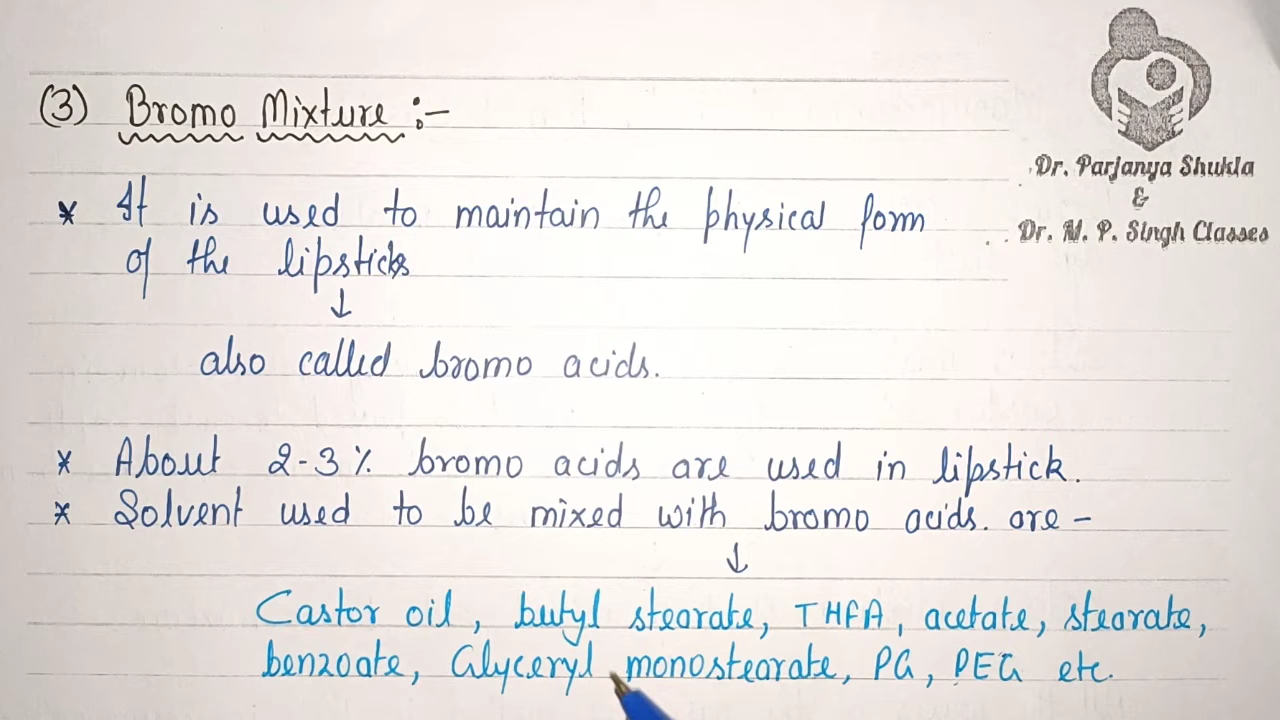 (3) Bromo Mixture :-
Dr. Parjanya Shukla
&
Dr. M. P. Singh Classes
* It is used to maintain the physical form
of the lipsticks
↓
also called bromo acids.
* About 2-3 % bromo acids are used in lipstick.
* Solvent used to be mixed with bromo acids. are -
↓
Castor oil, butyl stearate, THFA, acetate, stearate,
benzoate, Glyceryl monostearate, PG, PEG etc.